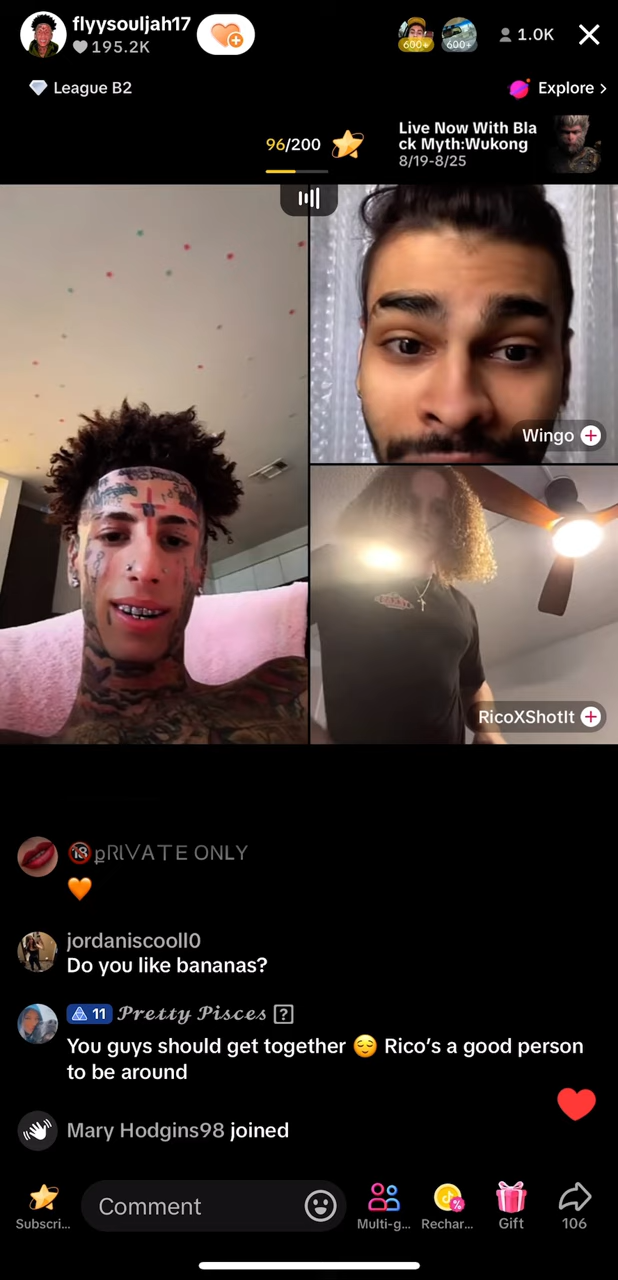 flyysouljah17
195.2K
600+
600+
1.0K
League B2
Explore
96/200
Live Now With Bla
ck Myth:Wukong
8/19-8/25
Wingo
RicoXShotIt
🔞p̲RIVATE ONLY
🧡
jordaniscooll0
Do you like bananas?
11 𝓟𝓻𝓮𝓽𝓽𝔂 𝓟𝓲𝓼𝓬𝓮𝓼 ?
You guys should get together 😌 Rico’s a good person
to be around
Mary Hodgins98 joined
Comment
Subscri...
Multi-g...
Rechar...
Gift
106